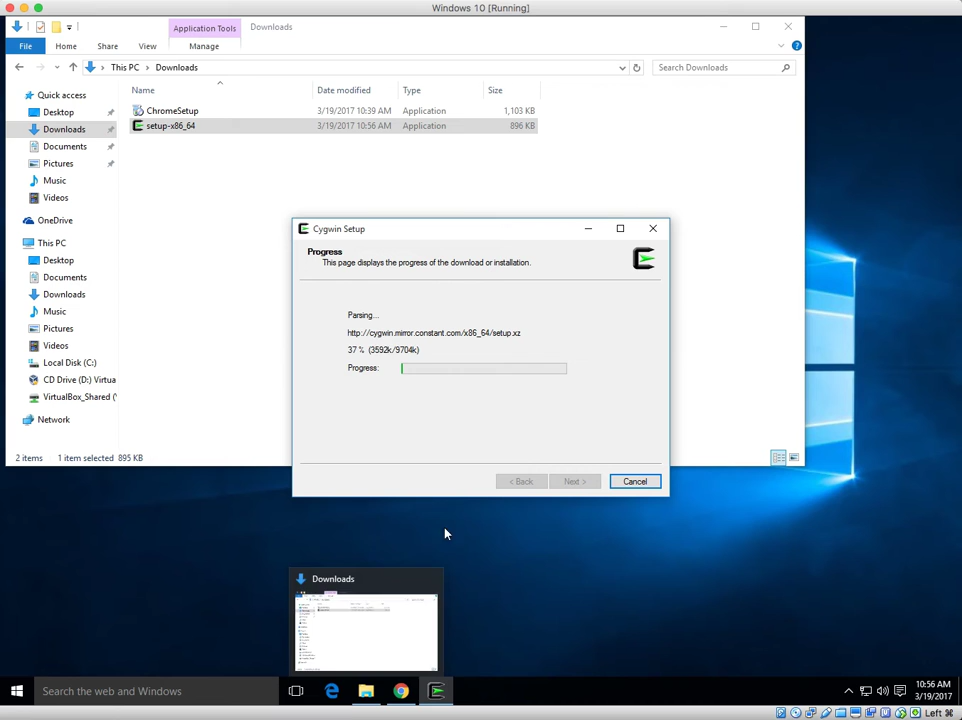 Windows 10 [Running]
Application Tools
Downloads
File
Home
Share
View
Manage
This PC
Downloads
Search Downloads
Name
Date modified
Type
Size
ChromeSetup
3/19/2017 10:39 AM
Application
1,103 KB
setup-x86_64
3/19/2017 10:56 AM
Application
896 KB
Quick access
Desktop
Downloads
Documents
Pictures
Music
Videos
OneDrive
This PC
Desktop
Documents
Downloads
Music
Pictures
Videos
Local Disk (C:)
CD Drive (D:) Virtua
VirtualBox_Shared (
Network
2 items
1 item selected 895 KB
Cygwin Setup
Progress
This page displays the progress of the download or installation.
Parsing...
http://cygwin.mirror.constant.com/x86_64/setup.xz
37 % (3592k/9704k)
Progress:
< Back
Next >
Cancel
Downloads
Search the web and Windows
10:56 AM
3/19/2017
Left ⌘